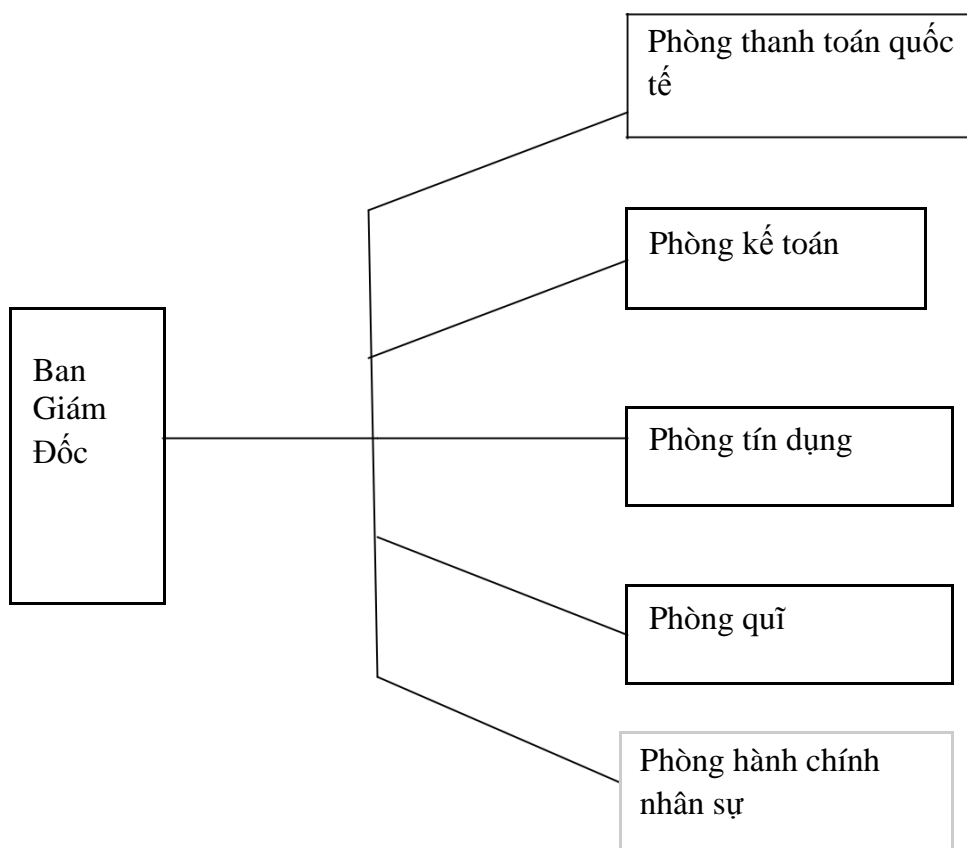 Phòng thanh toán quốc
tế
Phòng kế toán
Ban
Giám
Đốc
Phòng tín dụng
Phòng quĩ
Phòng hành chính
nhân sự